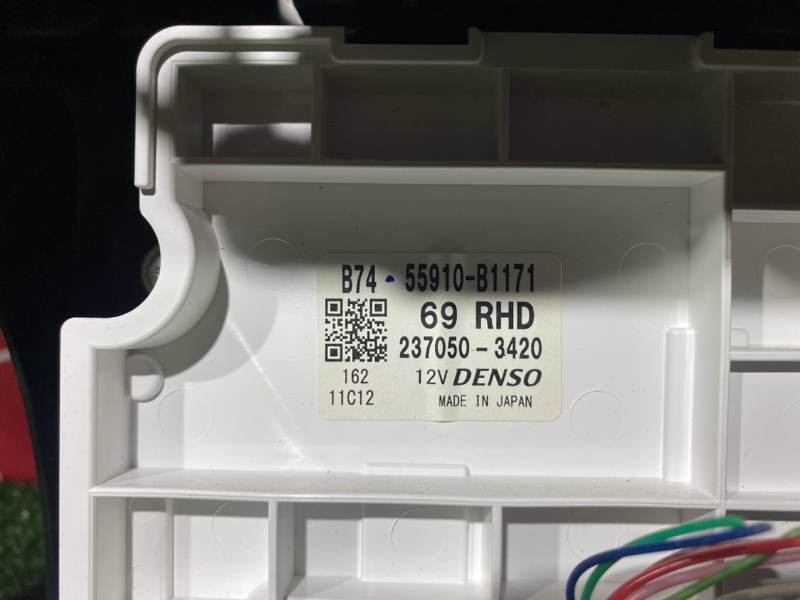 B74 · 55910-B1171
69 RHD
237050-3420
162 12V DENSO
11C12 MADE IN JAPAN